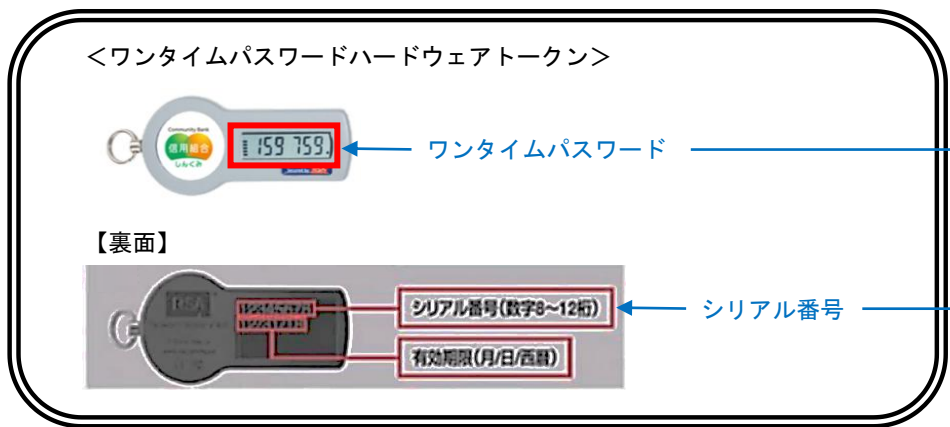 ＜ワンタイムパスワードハードウェアトークン＞
Community Bank
信用組合
しんくみ
159 759
ワンタイムパスワード
【裏面】
RSA
12345678
シリアル番号(数字8～12桁)
シリアル番号
有効期限(月/日/西暦)